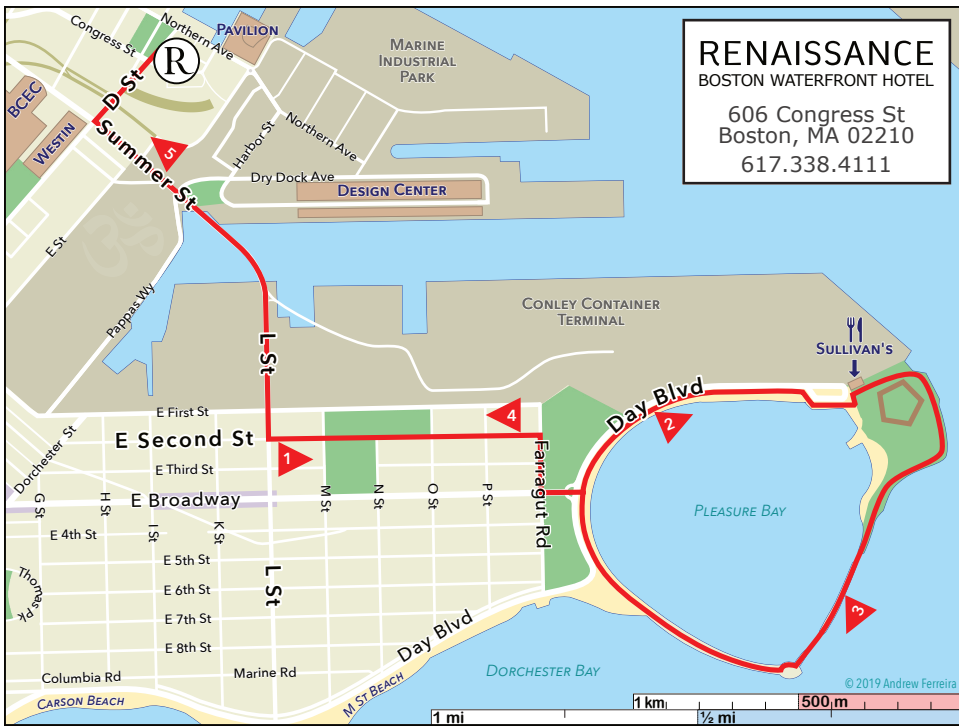 RENAISSANCE
BOSTON WATERFRONT HOTEL
606 Congress St
Boston, MA 02210
617.338.4111
Congress St
Northern Ave
PAVILION
R
MARINE
INDUSTRIAL
PARK
D St
BCEC
WESTIN
Summer St
5
Harbor St
Northern Ave
Dry Dock Ave
DESIGN CENTER
ॐ
E St
Pappas Wy
CONLEY CONTAINER
TERMINAL
SULLIVAN'S
L St
Day Blvd
2
E First St
4
E Second St
1
Dorchester St
E Third St
Farragut Rd
E Broadway
G St
H St
I St
K St
M St
N St
O St
P St
PLEASURE BAY
E 4th St
E 5th St
Thomas Pk
E 6th St
L St
E 7th St
3
E 8th St
Day Blvd
Columbia Rd
Marine Rd
DORCHESTER BAY
M ST BEACH
CARSON BEACH
© 2019 Andrew Ferreira
1 km
500 m
1 mi
½ mi